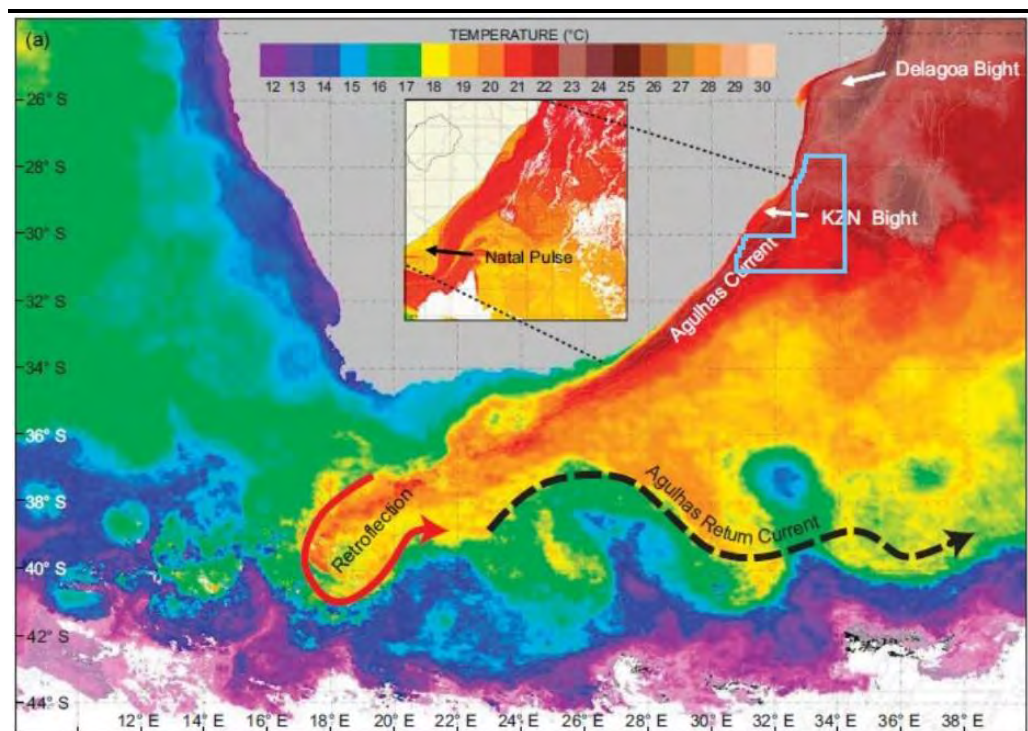 (a)
TEMPERATURE (°C)
12 13 14 15 16 17 18 19 20 21 22 23 24 25 26 27 28 29 30
Delagoa Bight
26° S
28° S
KZN Bight
30° S
Natal Pulse
Agulhas Current
32° S
34° S
36° S
38° S
Retroflection
Agulhas Return Current
40° S
42° S
44° S
12° E 14° E 16° E 18° E 20° E 22° E 24° E 26° E 28° E 30° E 32° E 34° E 36° E 38° E